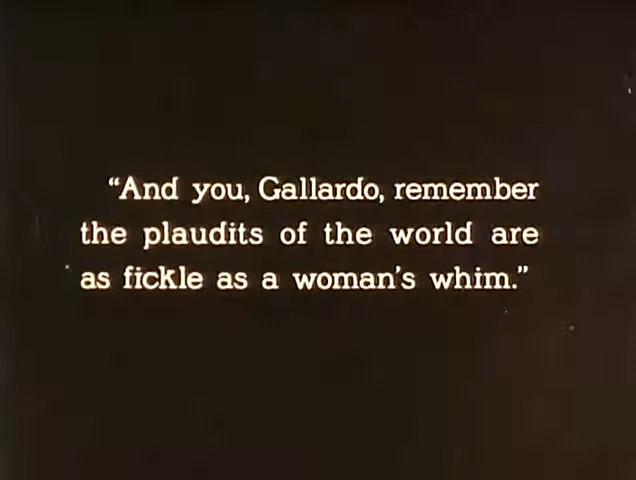 “And you, Gallardo, remember
the plaudits of the world are
as fickle as a woman's whim.”